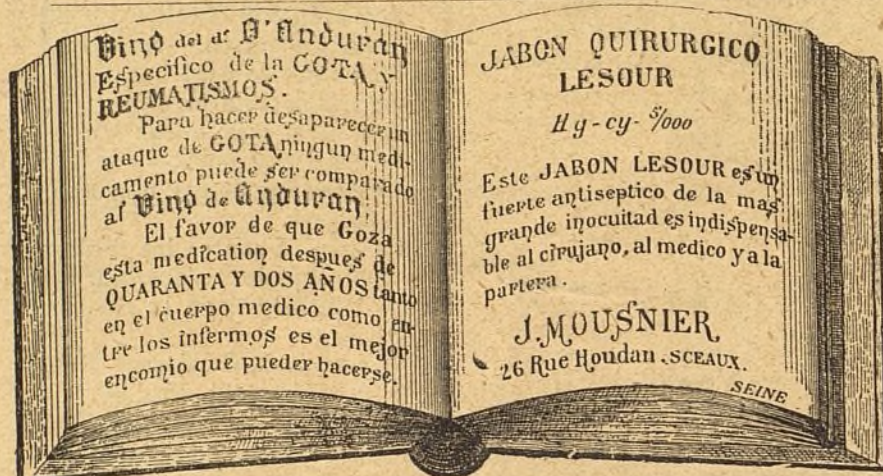 Vino del dr D'Anduran
Especifico de la GOTA y
REUMATISMOS.
Para hacer desaparecer un
ataque de GOTA ningun medi-
camento puede ser comparado
al Vino de Anduran,
El favor de que Goza
esta medication despues de
QUARANTA Y DOS AÑOS tanto
en el cuerpo medico como en-
tre los infermos es el mejor
encomio que pueder hacerse.
JABON QUIRURGICO
LESOUR
Hy-cy- 5/000
Este JABON LESOUR es un
fuerte antiseptico de la mas
grande inocuitad es indispensa-
ble al cirujano, al medico y a la
partera.
J. MOUSNIER
26 Rue Houdan. SCEAUX.
SEINE